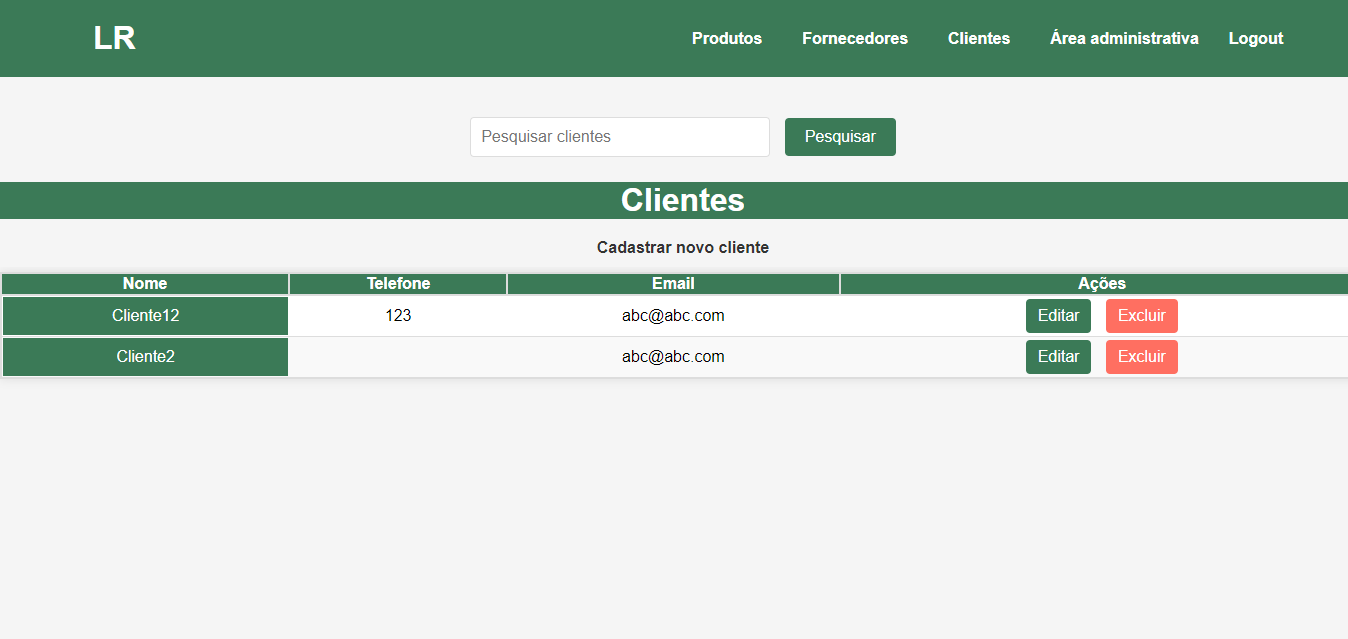 LR Produtos Fornecedores Clientes Área administrativa Logout
Pesquisar clientes Pesquisar
Clientes
Cadastrar novo cliente
Nome Telefone Email Ações
Cliente12 123 abc@abc.com Editar Excluir
Cliente2 abc@abc.com Editar Excluir